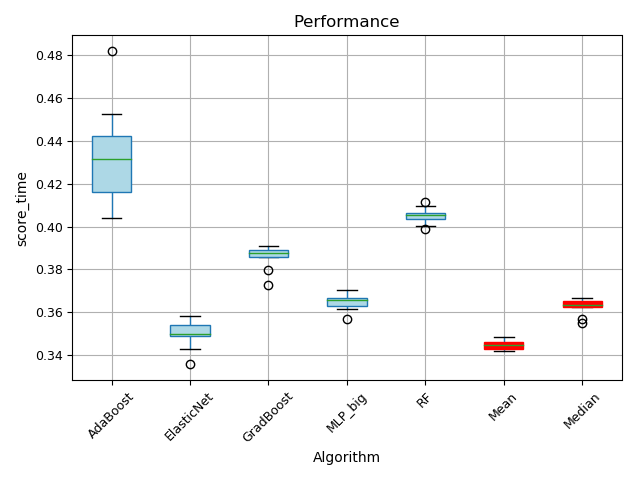 Performance
score_time
0.48
0.46
0.44
0.42
0.40
0.38
0.36
0.34
AdaBoost
ElasticNet
GradBoost
MLP_big
RF
Mean
Median
Algorithm